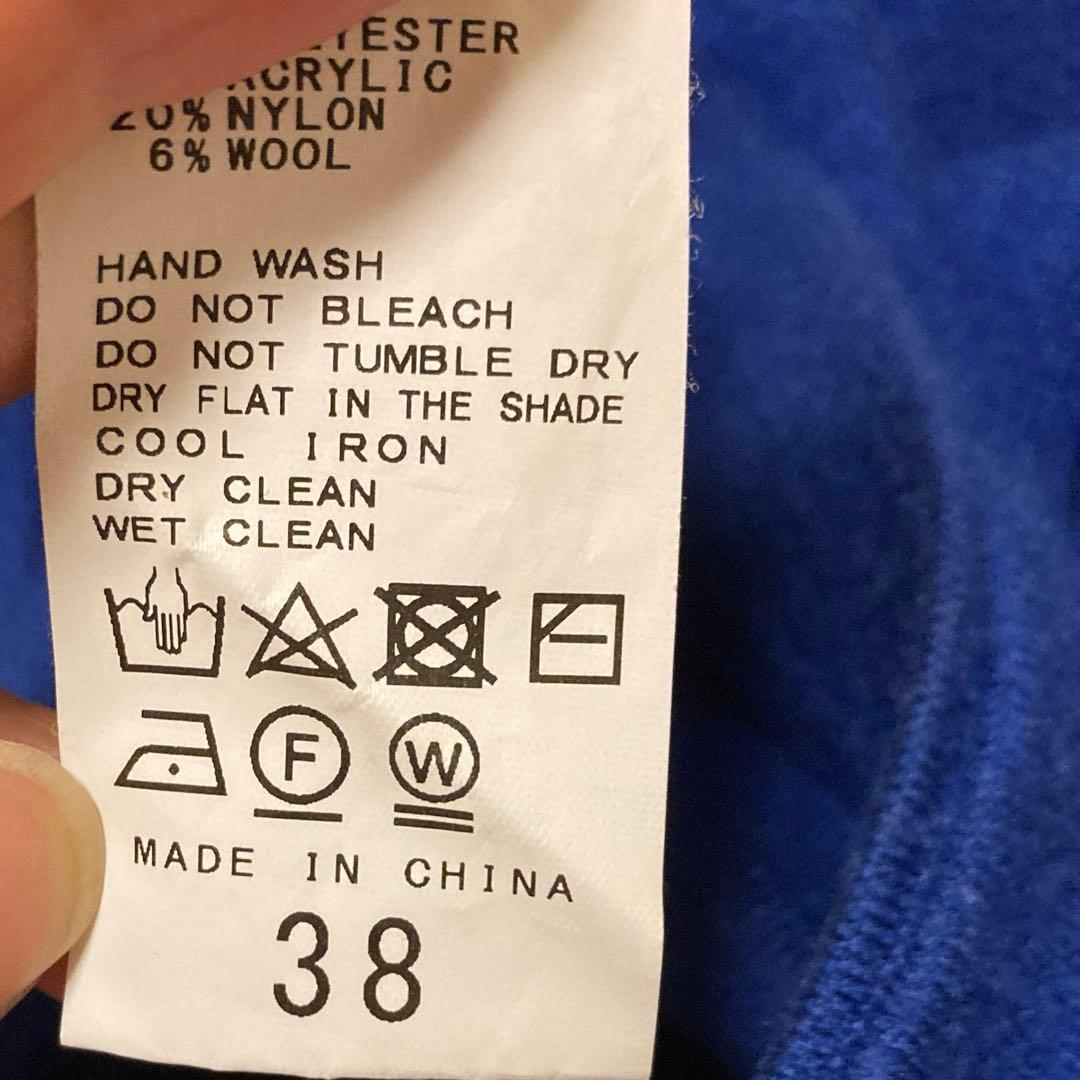 ACRYLIC
20% NYLON
6% WOOL
HAND WASH
DO NOT BLEACH
DO NOT TUMBLE DRY
DRY FLAT IN THE SHADE
COOL IRON
DRY CLEAN
WET CLEAN
F
W
MADE IN CHINA
38